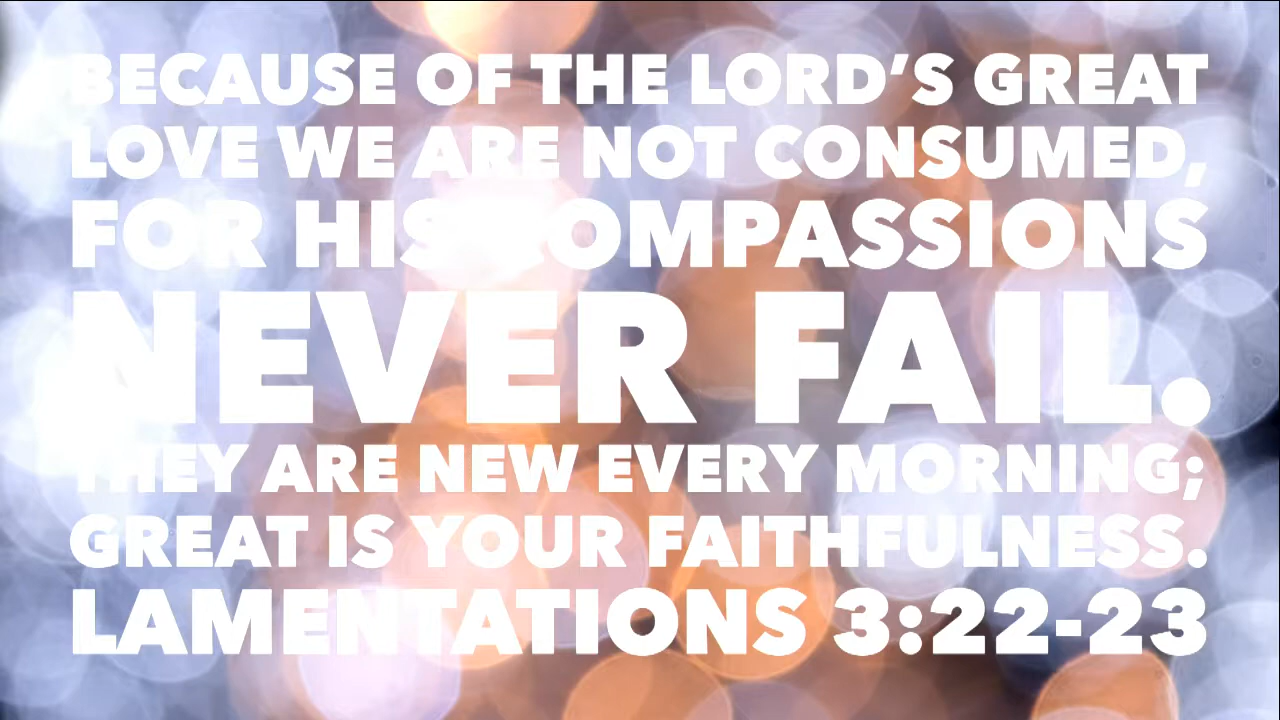 BECAUSE OF THE LORD’S GREAT
LOVE WE ARE NOT CONSUMED,
FOR HIS COMPASSIONS
NEVER FAIL.
THEY ARE NEW EVERY MORNING;
GREAT IS YOUR FAITHFULNESS.
LAMENTATIONS 3:22-23